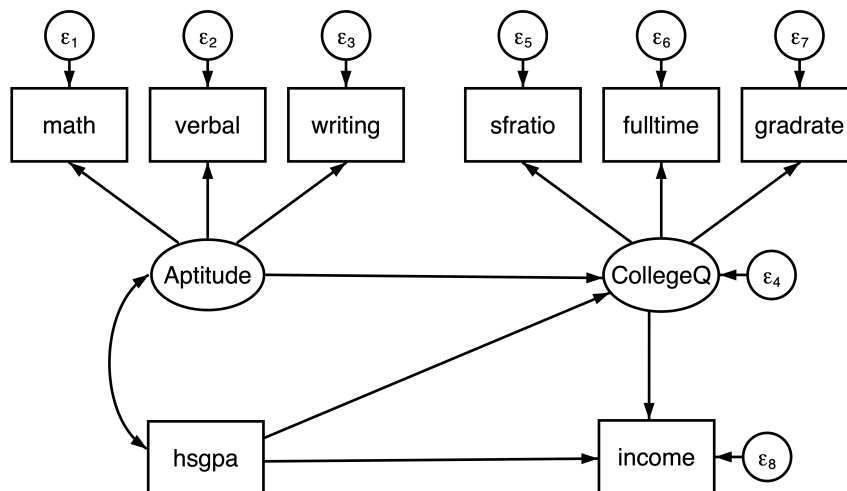 ε1 ε2 ε3 ε5 ε6 ε7
math verbal writing sfratio fulltime gradrate
Aptitude CollegeQ ε4
hsgpa income ε8